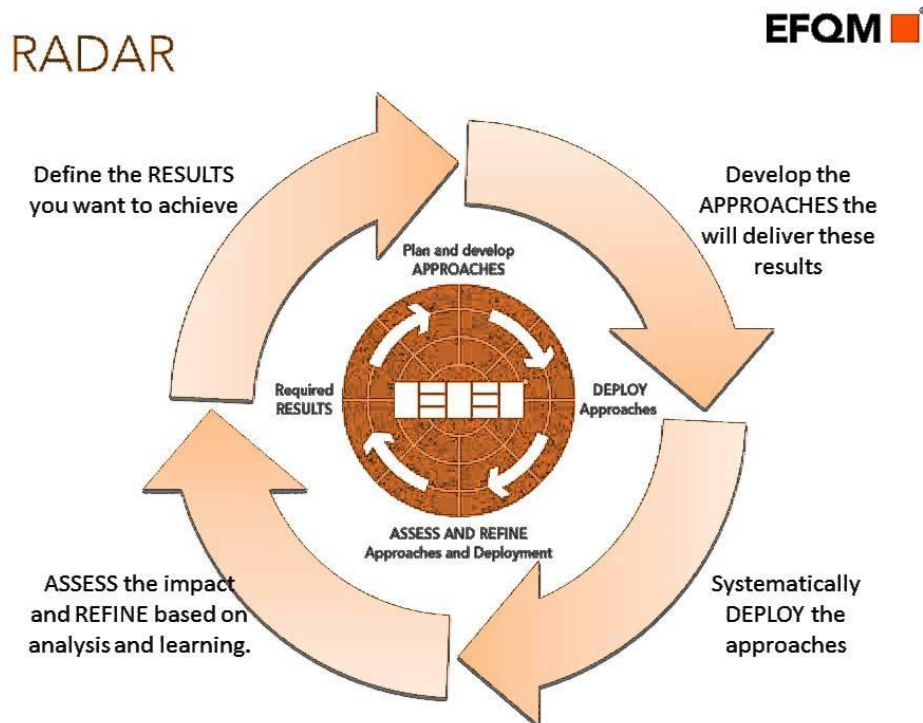 RADAR
EFQM
Define the RESULTS
you want to achieve
Develop the
APPROACHES the
will deliver these
results
Plan and develop
APPROACHES
Required
RESULTS
DEPLOY
Approaches
ASSESS AND REFINE
Approaches and Deployment
ASSESS the impact
and REFINE based on
analysis and learning.
Systematically
DEPLOY the
approaches